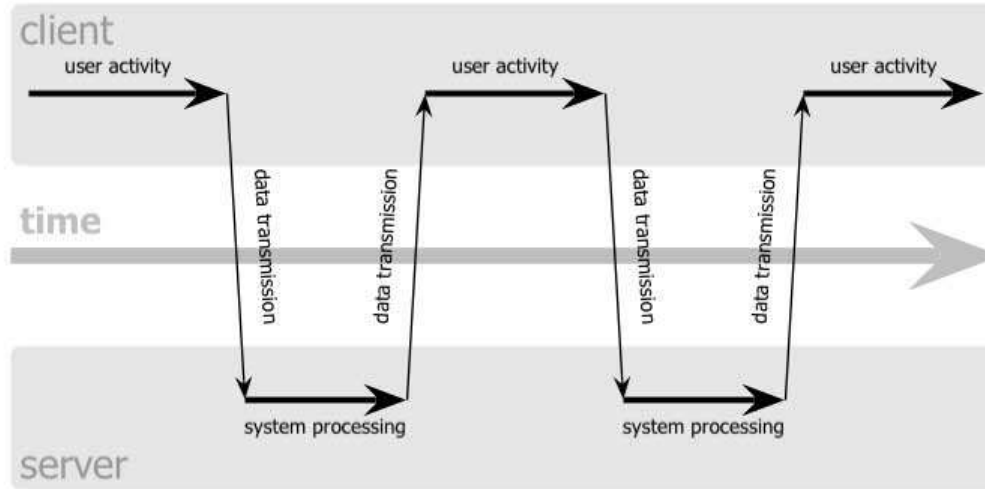 client
user activity
user activity
user activity
time
data transmission
data transmission
data transmission
data transmission
system processing
system processing
server